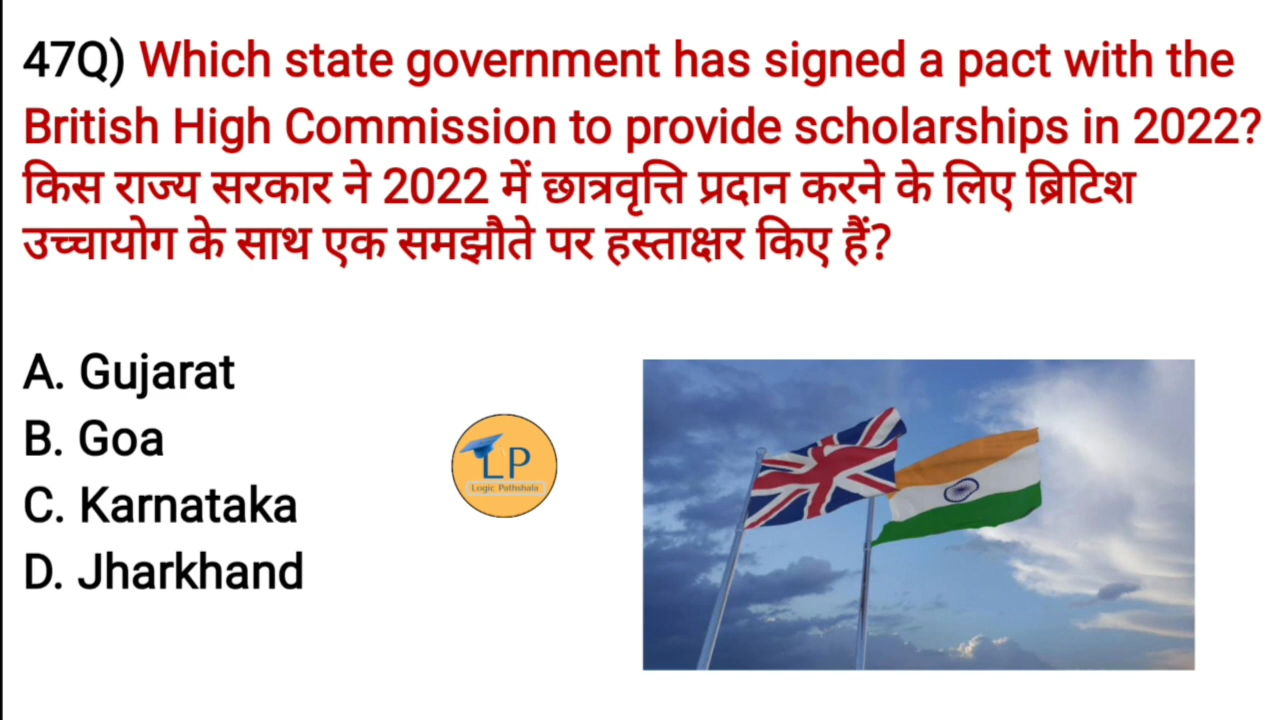 47Q) Which state government has signed a pact with the
British High Commission to provide scholarships in 2022?
किस राज्य सरकार ने 2022 में छात्रवृत्ति प्रदान करने के लिए ब्रिटिश
उच्चायोग के साथ एक समझौते पर हस्ताक्षर किए हैं?
A. Gujarat
B. Goa
C. Karnataka
D. Jharkhand
LP
Logic Pathshala